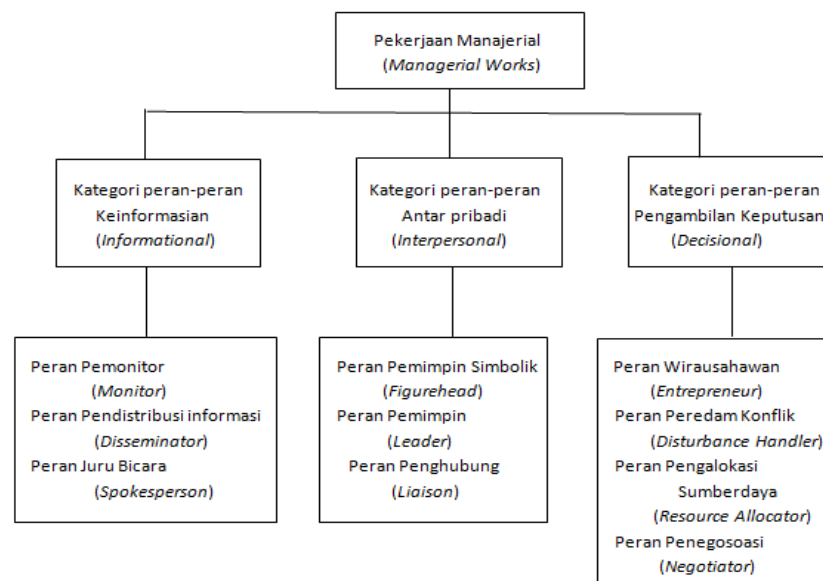 Pekerjaan Manajerial
(Managerial Works)
Kategori peran-peran
Keinformasian
(Informational)
Kategori peran-peran
Antar pribadi
(Interpersonal)
Kategori peran-peran
Pengambilan Keputusan
(Decisional)
Peran Pemonitor
(Monitor)
Peran Pendistribusi informasi
(Disseminator)
Peran Juru Bicara
(Spokesperson)
Peran Pemimpin Simbolik
(Figurehead)
Peran Pemimpin
(Leader)
Peran Penghubung
(Liaison)
Peran Wirausahawan
(Entrepreneur)
Peran Peredam Konflik
(Disturbance Handler)
Peran Pengalokasi
Sumberdaya
(Resource Allocator)
Peran Penegosoasi
(Negotiator)